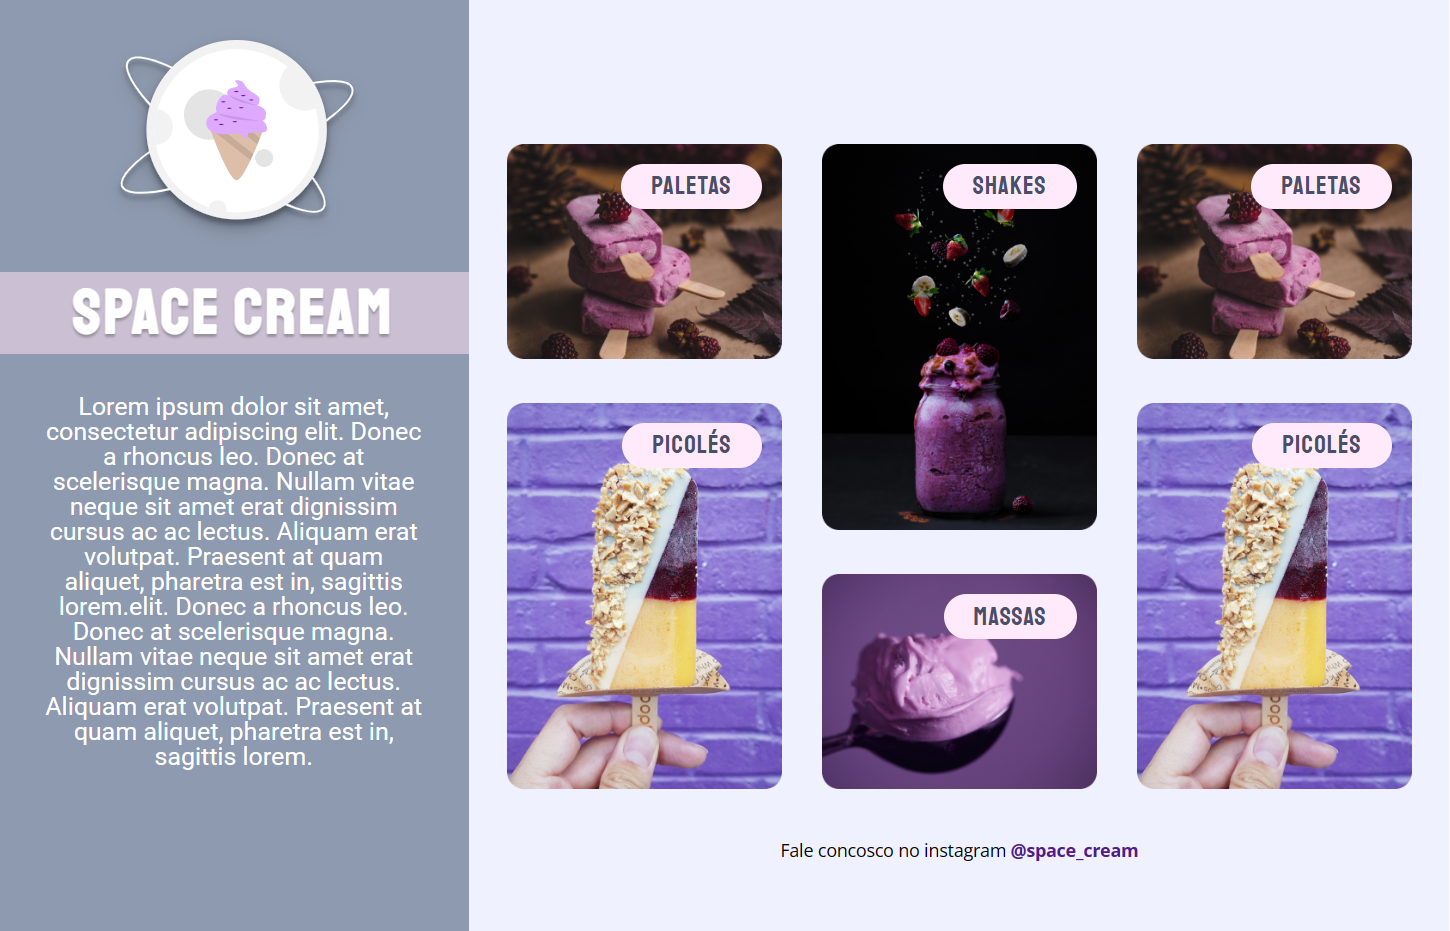 SPACE CREAM
Lorem ipsum dolor sit amet,
consectetur adipiscing elit. Donec
a rhoncus leo. Donec at
scelerisque magna. Nullam vitae
neque sit amet erat dignissim
cursus ac ac lectus. Aliquam erat
volutpat. Praesent at quam
aliquet, pharetra est in, sagittis
lorem.elit. Donec a rhoncus leo.
Donec at scelerisque magna.
Nullam vitae neque sit amet erat
dignissim cursus ac ac lectus.
Aliquam erat volutpat. Praesent at
quam aliquet, pharetra est in,
sagittis lorem.
PALETAS
SHAKES
PALETAS
PICOLÉS
PICOLÉS
MASSAS
Fale concosco no instagram @space_cream